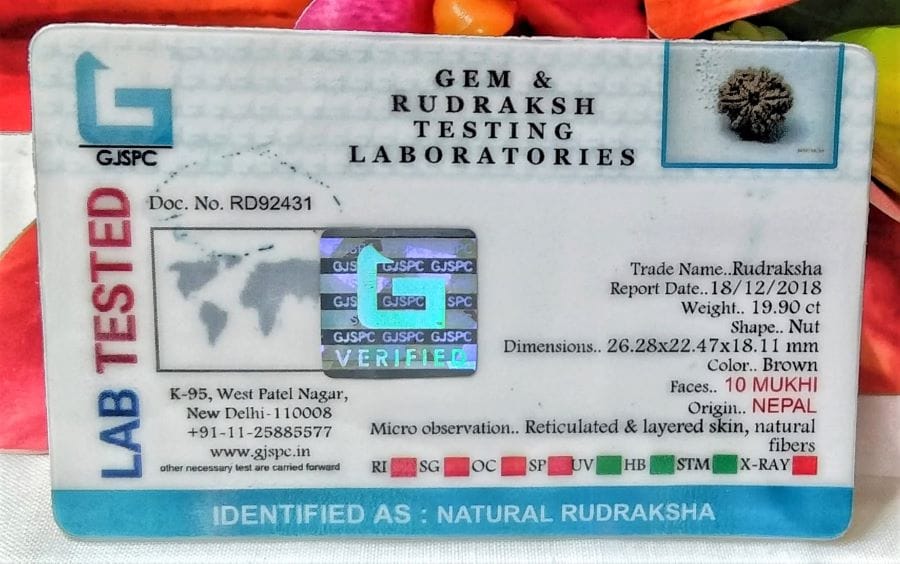 GJSPC
GEM &
RUDRAKSH
TESTING
LABORATORIES
LAB TESTED
Doc. No. RD92431
GJSPC GJSPC
GJS GJSPC SPC
GJSPC GJSPC GJSPC
VERIFIED
K-95, West Patel Nagar,
New Delhi-110008
+91-11-25885577
www.gjspc.in
other necessary test are carried forward
Trade Name..Rudraksha
Report Date..18/12/2018
Weight.. 19.90 ct
Shape.. Nut
Dimensions.. 26.28x22.47x18.11 mm
Color.. Brown
Faces.. 10 MUKHI
Origin.. NEPAL
Micro observation.. Reticulated & layered skin, natural
fibers
RI SG OC SP UV HB STM X-RAY
IDENTIFIED AS : NATURAL RUDRAKSHA